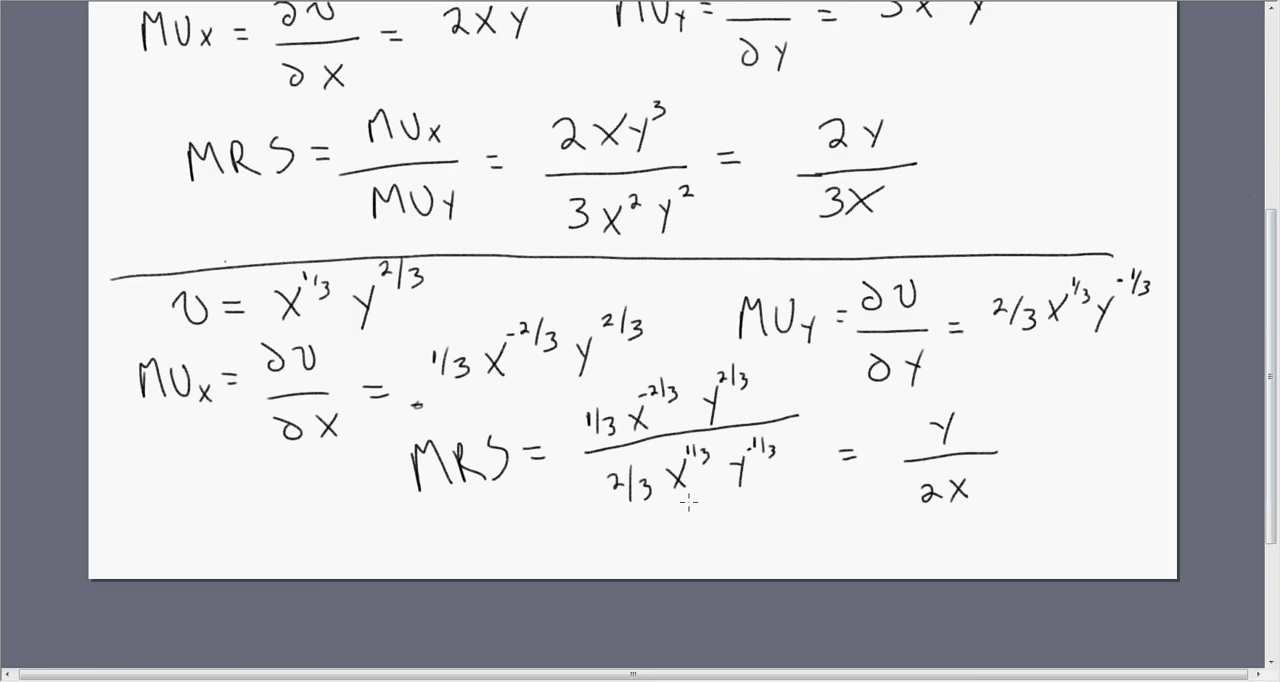 MUx = ∂U/∂X = 2XY MUY = /∂Y = 3X Y
MRS = MUx/MUY = 2XY³/3X²Y² = 2Y/3X
U = X^1/3 Y^2/3
MUx = ∂U/∂X = 1/3 X^-2/3 Y^2/3 MUY = ∂U/∂Y = 2/3 X^1/3 Y^-1/3
MRS = 1/3 X^-2/3 Y^2/3 / 2/3 X^1/3 Y^-1/3 = Y/2X